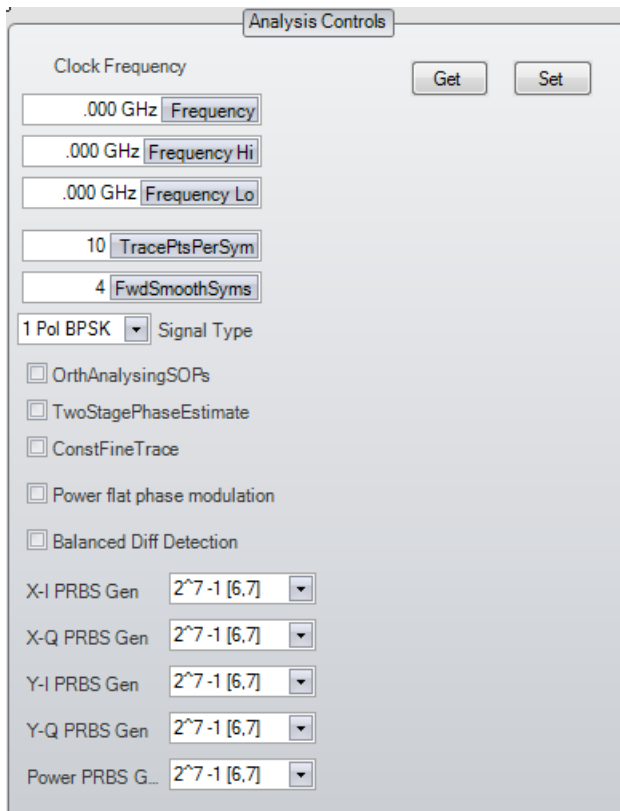 Analysis Controls
Clock Frequency
Get Set
.000 GHz Frequency
.000 GHz Frequency Hi
.000 GHz Frequency Lo
10 TracePtsPerSym
4 FwdSmoothSyms
1 Pol BPSK Signal Type
OrthAnalysingSOPs
TwoStagePhaseEstimate
ConstFineTrace
Power flat phase modulation
Balanced Diff Detection
X-I PRBS Gen 2^7 -1 [6,7]
X-Q PRBS Gen 2^7 -1 [6,7]
Y-I PRBS Gen 2^7 -1 [6,7]
Y-Q PRBS Gen 2^7 -1 [6,7]
Power PRBS G... 2^7 -1 [6,7]